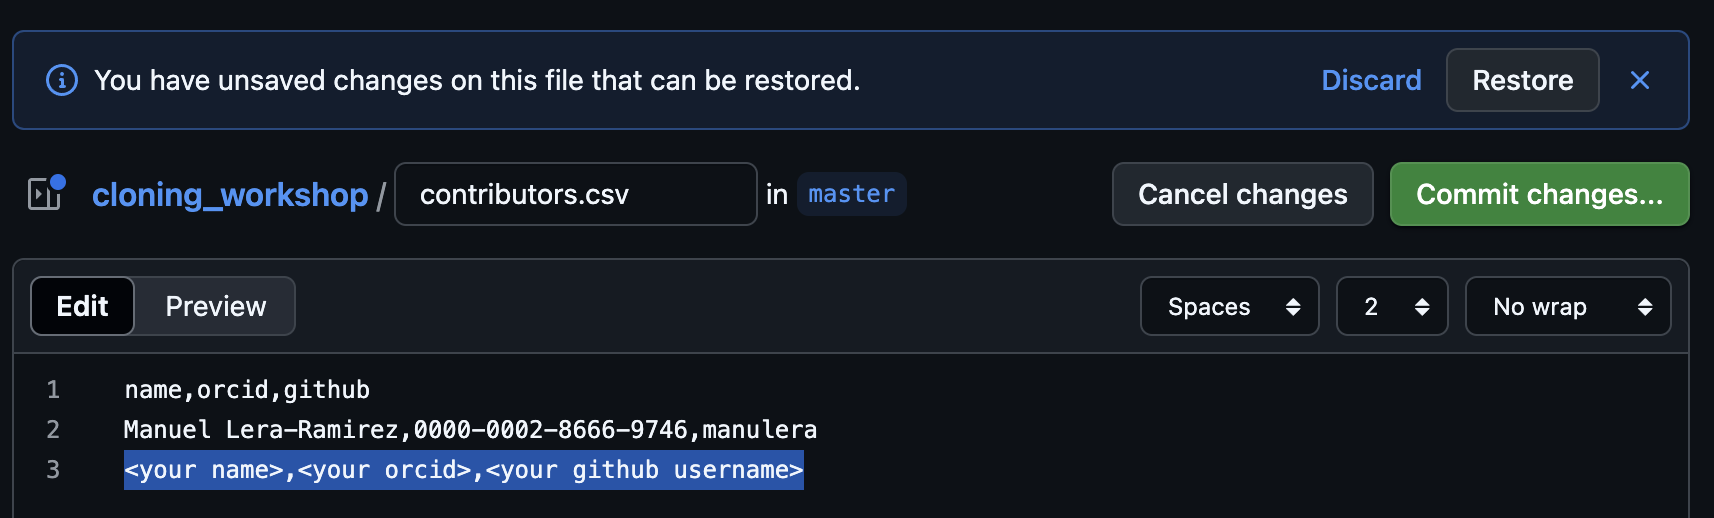 You have unsaved changes on this file that can be restored. Discard Restore
cloning_workshop / contributors.csv in master Cancel changes Commit changes...
Edit Preview Spaces 2 No wrap
1 name,orcid,github
2 Manuel Lera-Ramirez,0000-0002-8666-9746,manulera
3 <your name>,<your orcid>,<your github username>